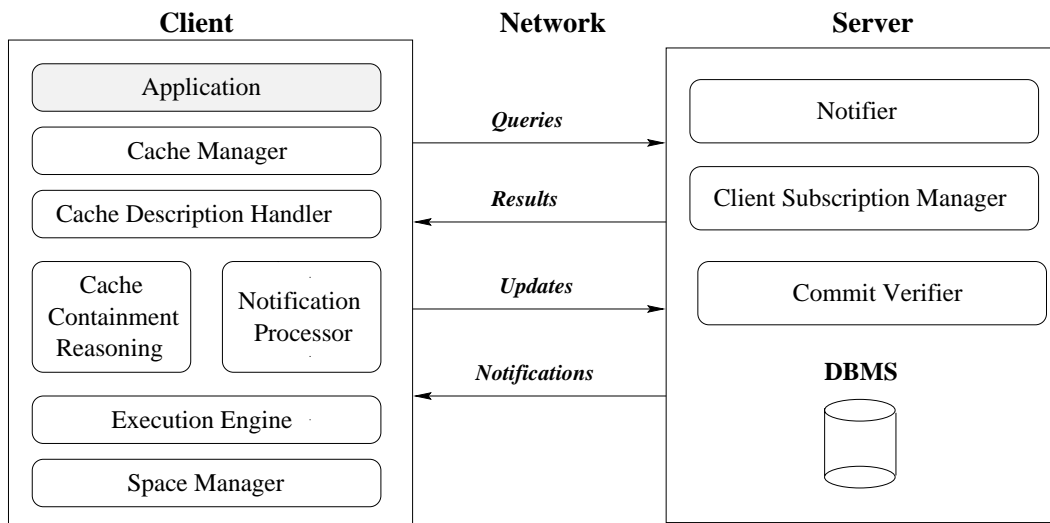 Client
Network
Server
Application
Cache Manager
Cache Description Handler
Cache
Containment
Reasoning
Notification
Processor
Execution Engine
Space Manager
Queries
Results
Updates
Notifications
Notifier
Client Subscription Manager
Commit Verifier
DBMS